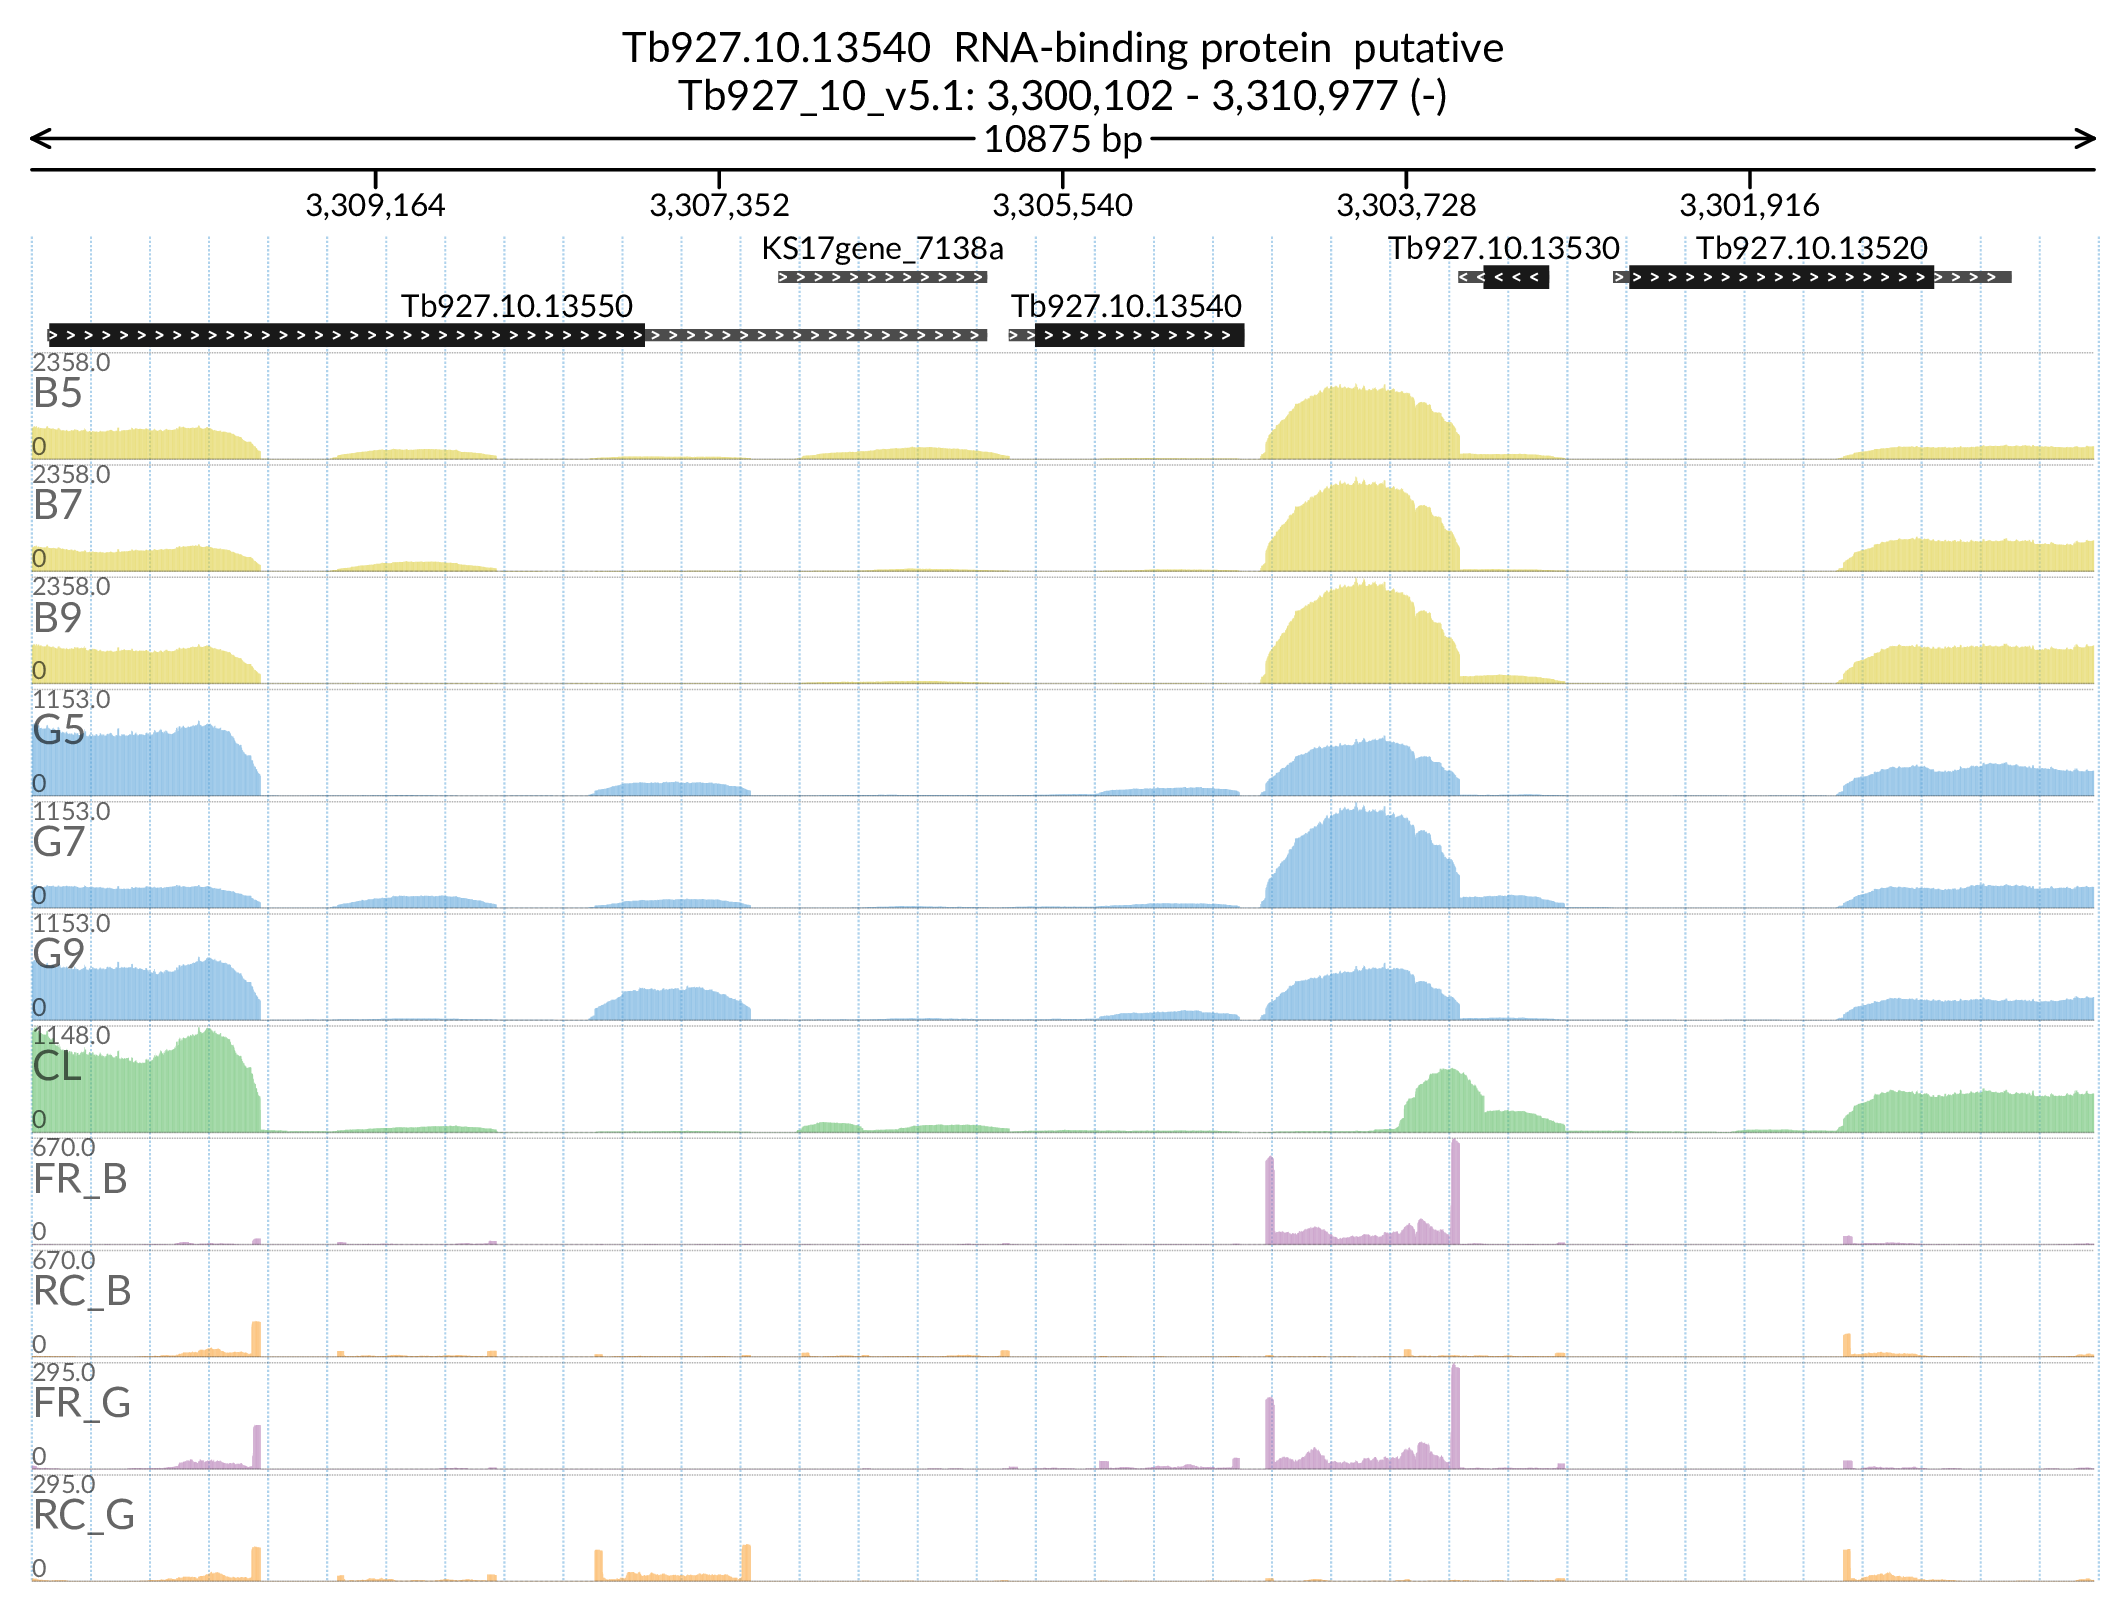 Tb927.10.13540  RNA-binding protein  putative
Tb927_10_v5.1: 3,300,102 - 3,310,977 (-)
10875 bp
3,309,164 3,307,352 3,305,540 3,303,728 3,301,916
KS17gene_7138a Tb927.10.13530 Tb927.10.13520
Tb927.10.13550 Tb927.10.13540
2358.0
B5
0
2358.0
B7
0
2358.0
B9
0
1153.0
G5
0
1153.0
G7
0
1153.0
G9
0
1148.0
CL
0
670.0
FR_B
0
670.0
RC_B
0
295.0
FR_G
0
295.0
RC_G
0